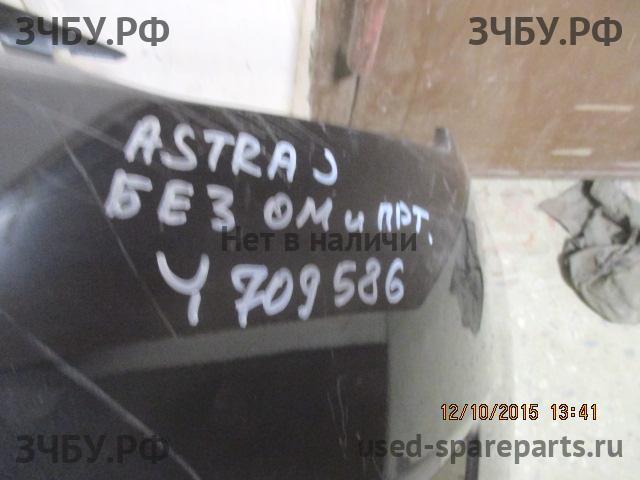 ЗЧБУ.РФ ЗЧБУ.РФ
ASTRA J
БЕЗ ОМ и ПРТ.
Нет в наличи
Ч 709586
12/10/2015 13:41
ЗЧБУ.РФ used-spareparts.ru